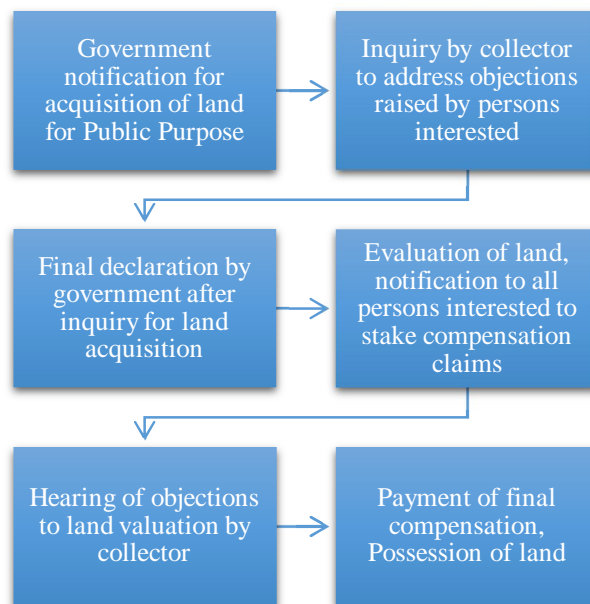 Government
notification for
acquisition of land
for Public Purpose
Inquiry by collector
to address objections
raised by persons
interested
Final declaration by
government after
inquiry for land
acquisition
Evaluation of land,
notification to all
persons interested to
stake compensation
claims
Hearing of objections
to land valuation by
collector
Payment of final
compensation,
Possession of land